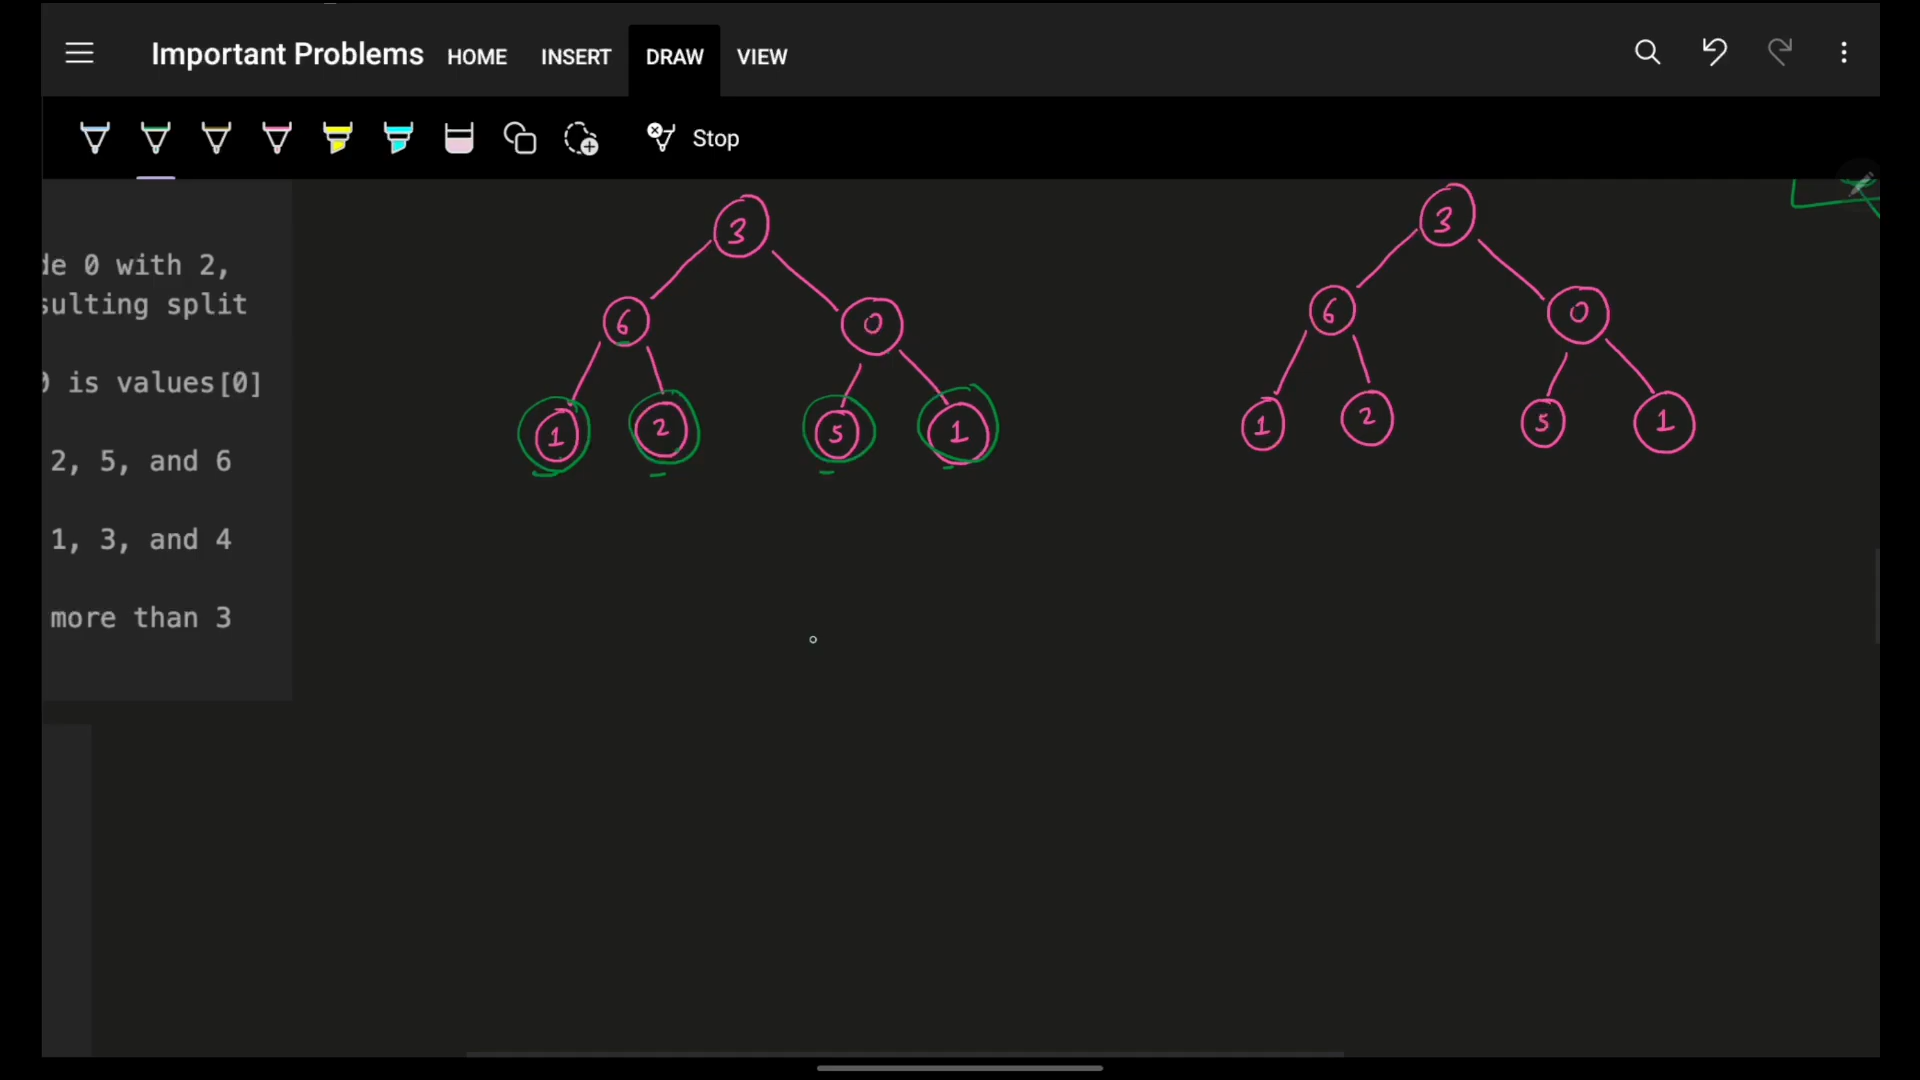 Important Problems HOME INSERT DRAW VIEW
Stop
de 0 with 2,
sulting split
0 is values[0]
2, 5, and 6
1, 3, and 4
more than 3
3
6 0
1 2 5 1
3
6 0
1 2 5 1